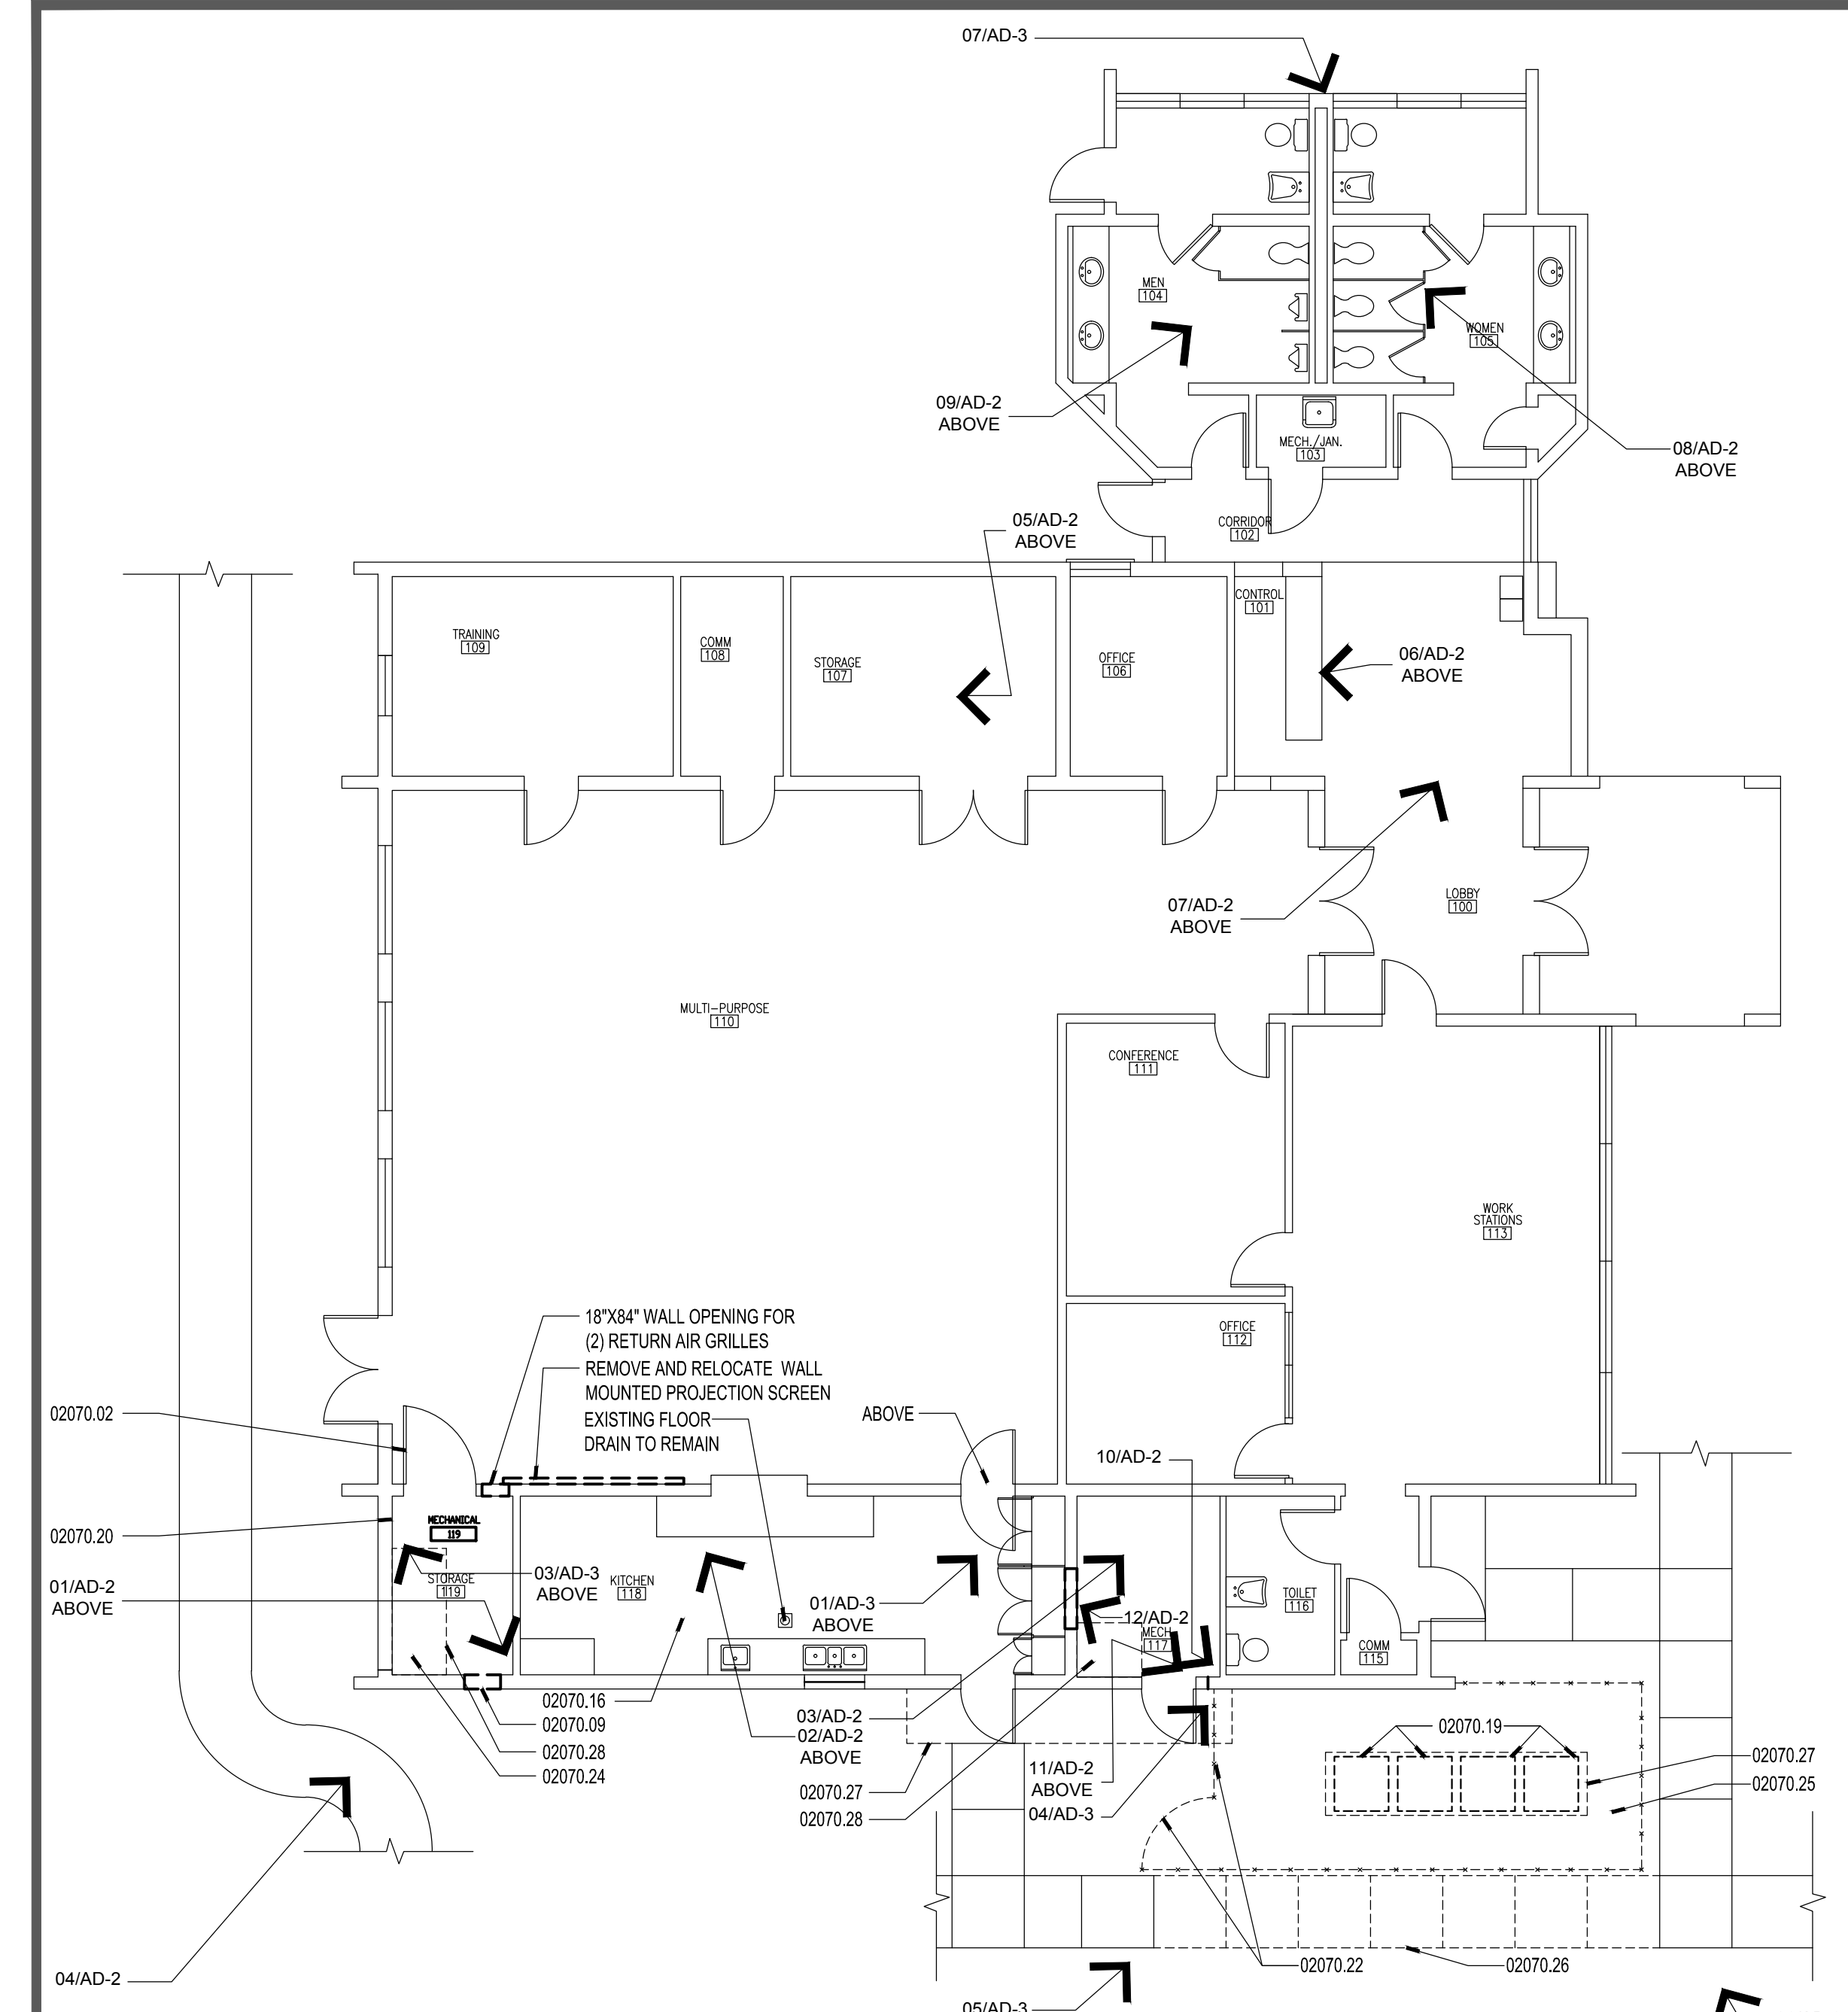 07/AD-3
MEN
104
WOMEN
105
09/AD-2
ABOVE
MECH./JAN.
103
08/AD-2
ABOVE
05/AD-2
ABOVE
CORRIDOR
102
CONTROL
101
TRAINING
109
COMM
108
STORAGE
107
OFFICE
106
06/AD-2
ABOVE
07/AD-2
ABOVE
LOBBY
100
MULTI-PURPOSE
110
CONFERENCE
111
WORK
STATIONS
113
OFFICE
112
18"X84" WALL OPENING FOR
(2) RETURN AIR GRILLES
REMOVE AND RELOCATE WALL
MOUNTED PROJECTION SCREEN
EXISTING FLOOR
DRAIN TO REMAIN
ABOVE
02070.02
10/AD-2
02070.20
MECHANICAL
119
01/AD-2
ABOVE
03/AD-3
ABOVE
STORAGE
119
KITCHEN
118
01/AD-3
ABOVE
12/AD-2
MECH
117
TOILET
116
COMM
115
02070.16
02070.09
02070.28
02070.24
03/AD-2
02/AD-2
ABOVE
02070.27
02070.28
11/AD-2
ABOVE
04/AD-3
02070.19
02070.27
02070.25
02070.22
02070.26
04/AD-2
05/AD-3